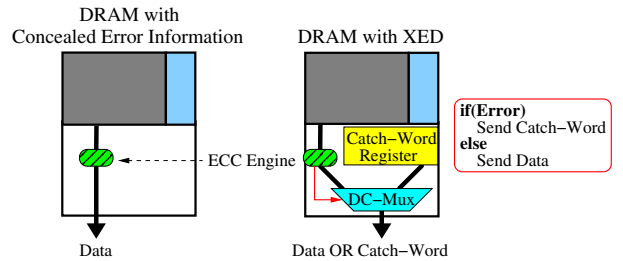 DRAM with
Concealed Error Information
DRAM with XED
ECC Engine
Catch−Word
Register
DC−Mux
Data
Data OR Catch−Word
if(Error)
Send Catch−Word
else
Send Data